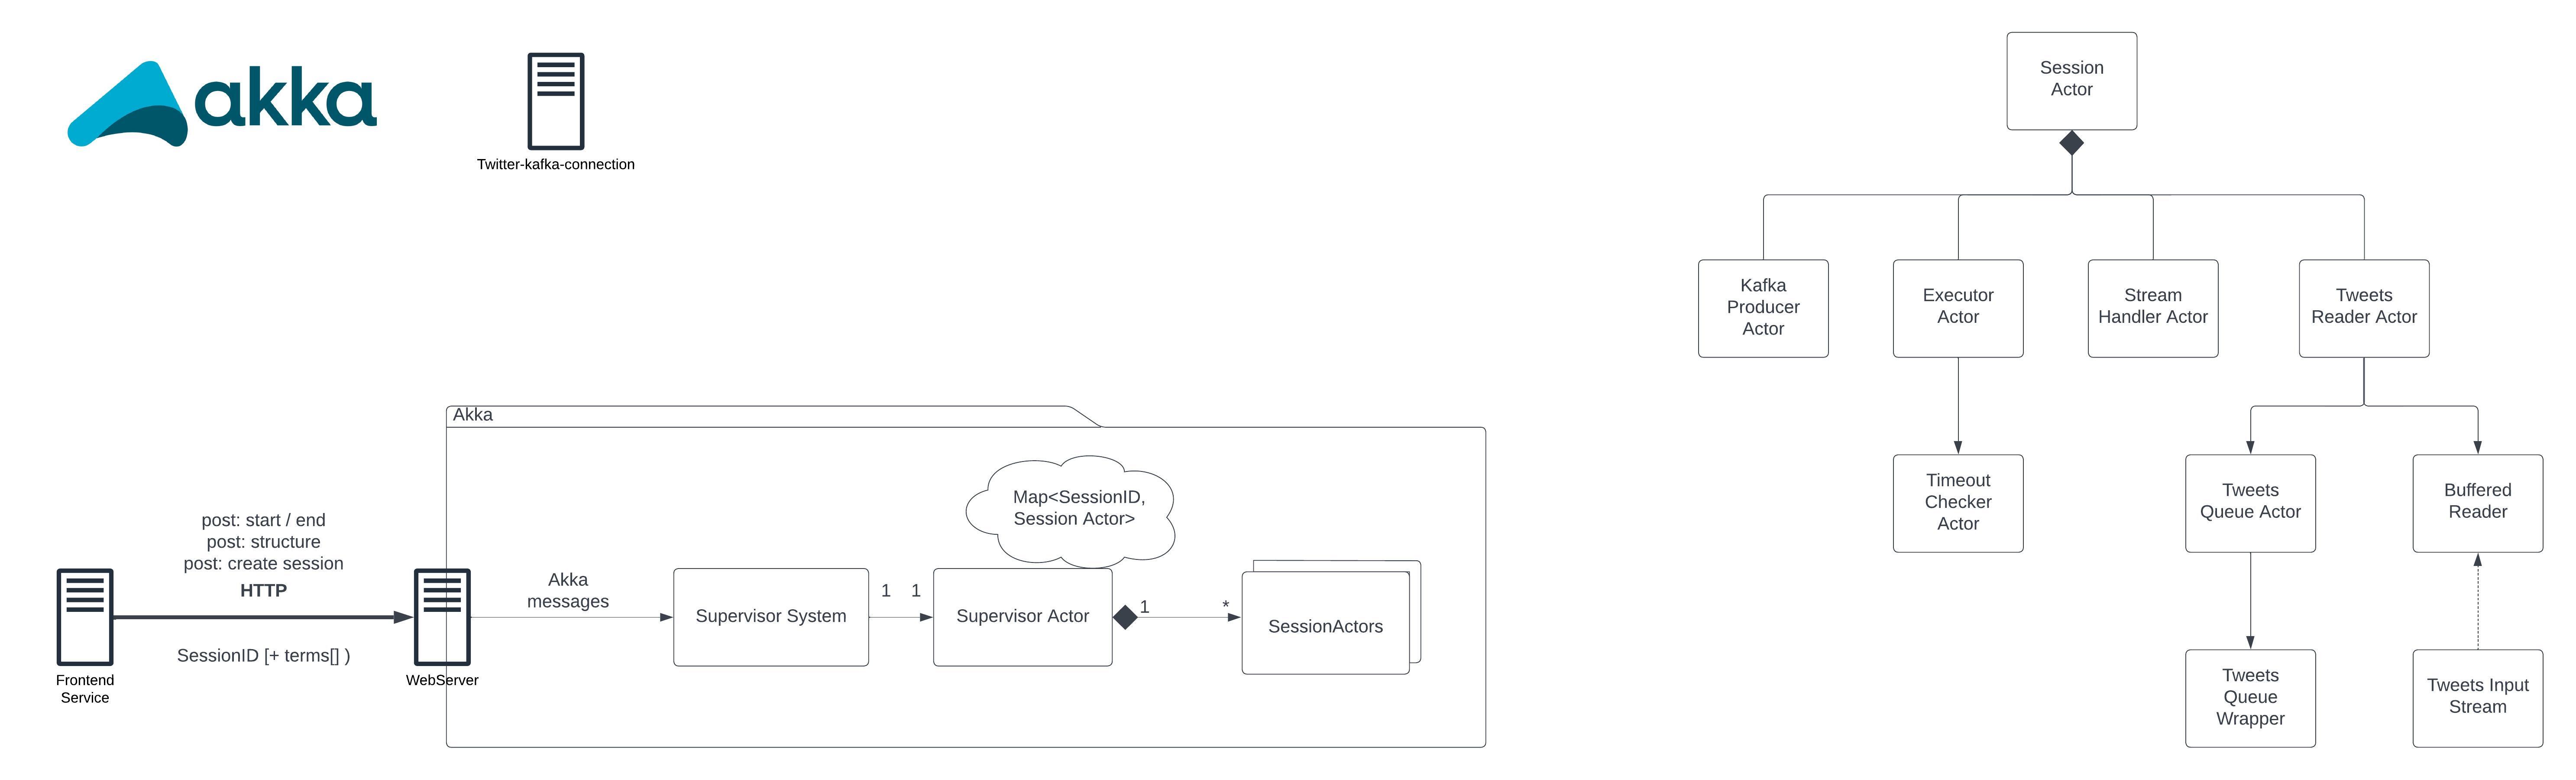 akka
Twitter-kafka-connection
Akka
post: start / end
post: structure
post: create session
HTTP
SessionID [+ terms[] )
Frontend
Service
WebServer
Akka
messages
Supervisor System
1
1
Map<SessionID,
Session Actor>
Supervisor Actor
1
*
SessionActors
Session
Actor
Kafka
Producer
Actor
Executor
Actor
Stream
Handler Actor
Tweets
Reader Actor
Timeout
Checker
Actor
Tweets
Queue Actor
Buffered
Reader
Tweets
Queue
Wrapper
Tweets Input
Stream